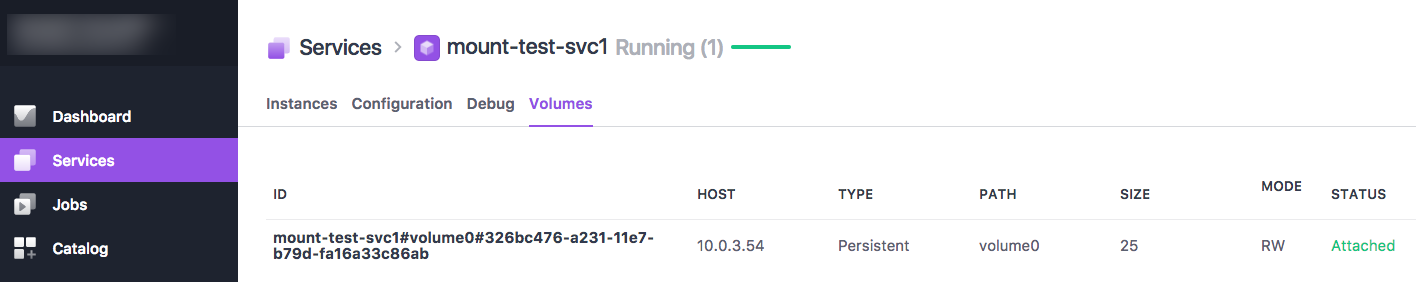 Services > mount-test-svc1 Running (1)
Instances Configuration Debug Volumes
Dashboard
Services
Jobs
Catalog
ID HOST TYPE PATH SIZE MODE STATUS
mount-test-svc1#volume0#326bc476-a231-11e7- 10.0.3.54 Persistent volume0 25 RW Attached
b79d-fa16a33c86ab